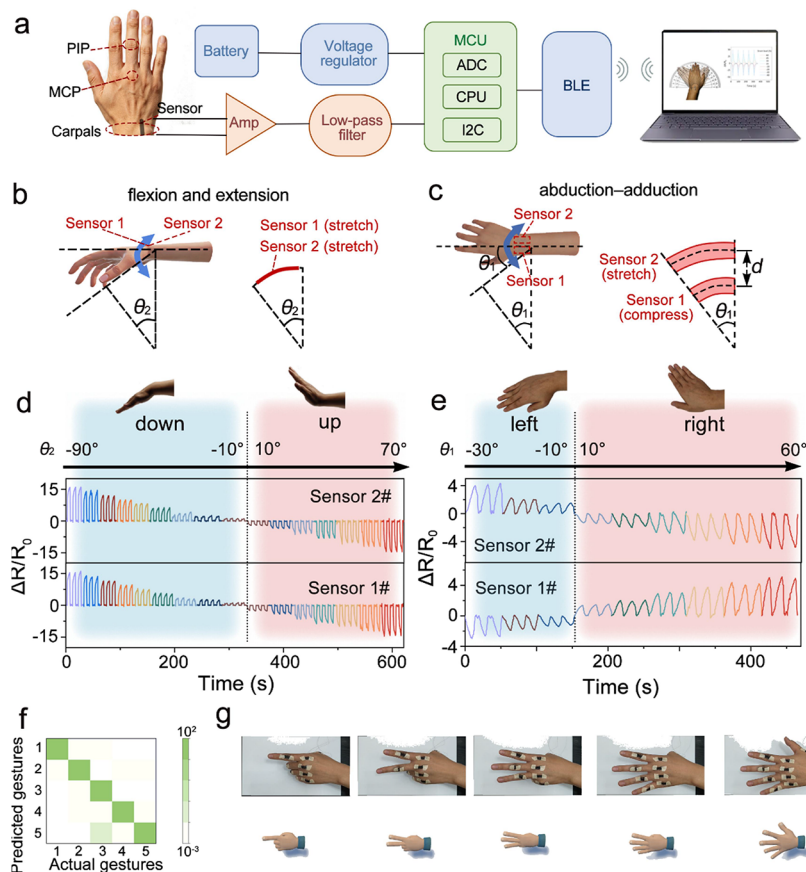 a
PIP
MCP
Sensor
Carpals
Battery
Voltage
regulator
MCU
ADC
CPU
I2C
BLE
Amp
Low-pass
filter
b
flexion and extension
Sensor 1
Sensor 2
Sensor 1 (stretch)
Sensor 2 (stretch)
θ2
θ2
c
abduction–adduction
Sensor 2
θ1
Sensor 1
θ1
Sensor 2
(stretch)
Sensor 1
(compress)
d
θ1
d
down
up
θ2 -90° -10° 10° 70°
15
0
-15
Sensor 2#
ΔR/R0
15
0
-15
Sensor 1#
0 200 400 600
Time (s)
e
left
right
θ1 -30° -10° 10° 60°
4
0
-4
Sensor 2#
ΔR/R0
4
0
-4
Sensor 1#
0 100 200 300 400
Time (s)
f
Predicted gestures
1
2
3
4
5
1 2 3 4 5
Actual gestures
10²
10⁻³
g